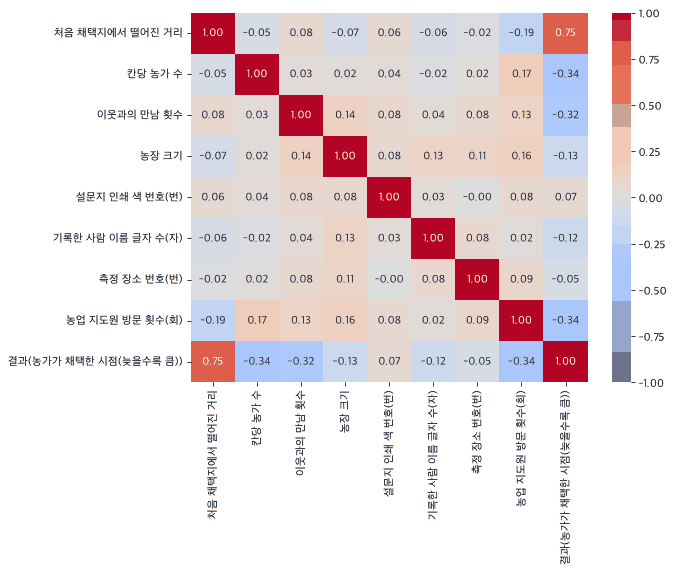 처음 채택지에서 떨어진 거리 1.00 -0.05 0.08 -0.07 0.06 -0.06 -0.02 -0.19 0.75
칸당 농가 수 -0.05 1.00 0.03 0.02 0.04 -0.02 0.02 0.17 -0.34
이웃과의 만남 횟수 0.08 0.03 1.00 0.14 0.08 0.04 0.08 0.13 -0.32
농장 크기 -0.07 0.02 0.14 1.00 0.08 0.13 0.11 0.16 -0.13
설문지 인쇄 색 번호(번) 0.06 0.04 0.08 0.08 1.00 0.03 -0.00 0.08 0.07
기록한 사람 이름 글자 수(자) -0.06 -0.02 0.04 0.13 0.03 1.00 0.08 0.02 -0.12
측정 장소 번호(번) -0.02 0.02 0.08 0.11 -0.00 0.08 1.00 0.09 -0.05
농업 지도원 방문 횟수(회) -0.19 0.17 0.13 0.16 0.08 0.02 0.09 1.00 -0.34
결과(농가가 채택한 시점(늦을수록 큼)) 0.75 -0.34 -0.32 -0.13 0.07 -0.12 -0.05 -0.34 1.00
처음 채택지에서 떨어진 거리
칸당 농가 수
이웃과의 만남 횟수
농장 크기
설문지 인쇄 색 번호(번)
기록한 사람 이름 글자 수(자)
측정 장소 번호(번)
농업 지도원 방문 횟수(회)
결과(농가가 채택한 시점(늦을수록 큼))
1.00
0.75
0.50
0.25
0.00
-0.25
-0.50
-0.75
-1.00